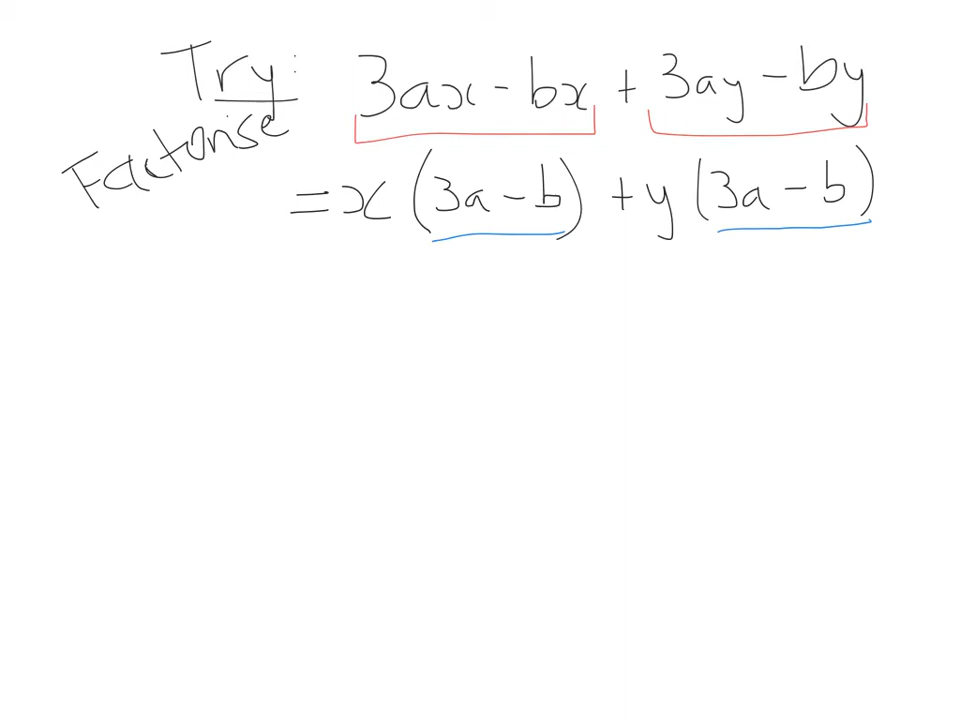 Try: 3ax - bx + 3ay - by
Factorise
= x (3a - b) + y (3a - b)